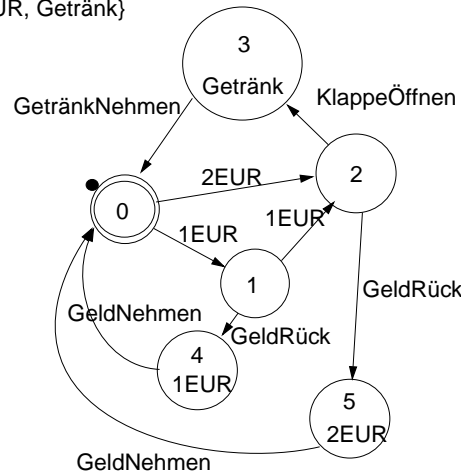 UR, Getränk}
3
Getränk
GetränkNehmen
KlappeÖffnen
2EUR
2
0
1EUR
1EUR
1
GeldRück
GeldNehmen
GeldRück
4
1EUR
5
2EUR
GeldNehmen